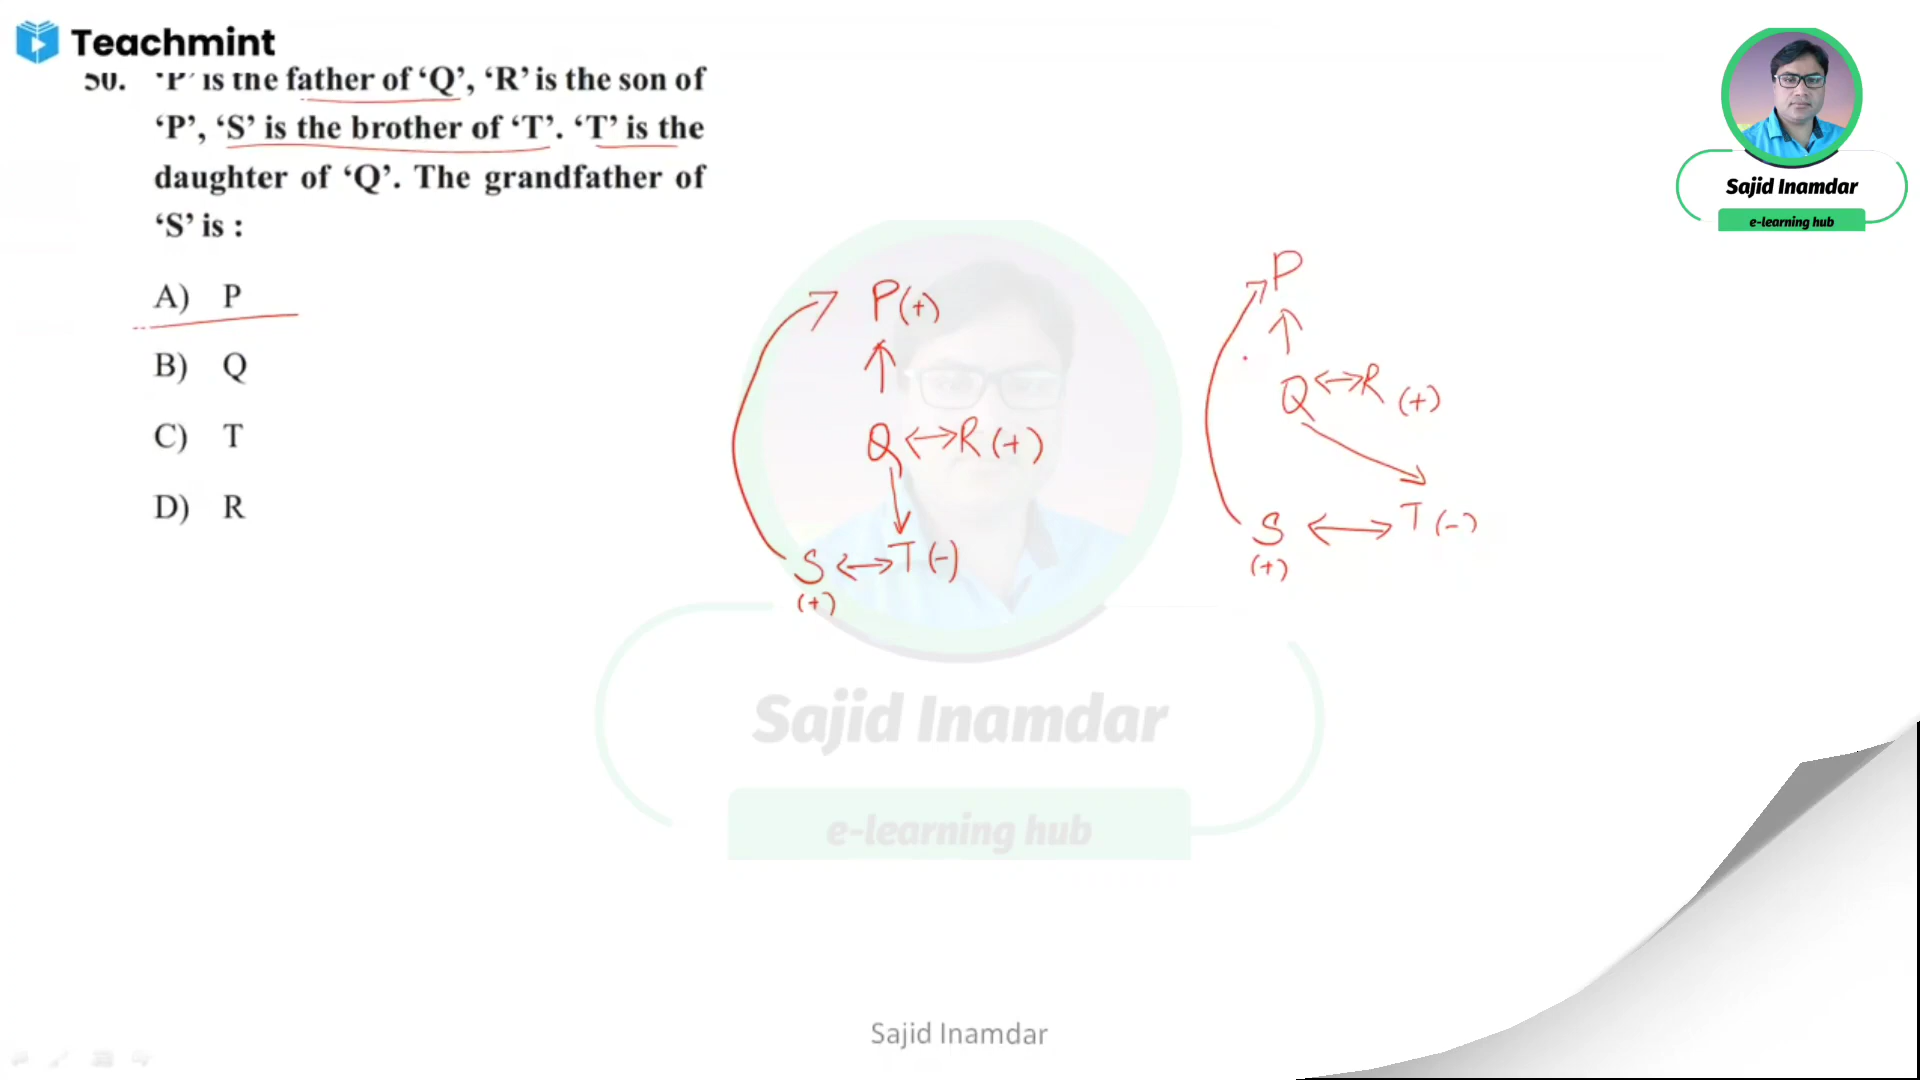 Teachmint
50. 'P' is the father of 'Q', 'R' is the son of
'P', 'S' is the brother of 'T'. 'T' is the
daughter of 'Q'. The grandfather of
'S' is :
A) P
B) Q
C) T
D) R
P(+)
↑
Q ↔ R (+)
S ↔ T (-)
(+)
P
↑
Q ↔ R (+)
S ↔ T (-)
(+)
Sajid Inamdar
e-learning hub
Sajid Inamdar
e-learning hub
Sajid Inamdar